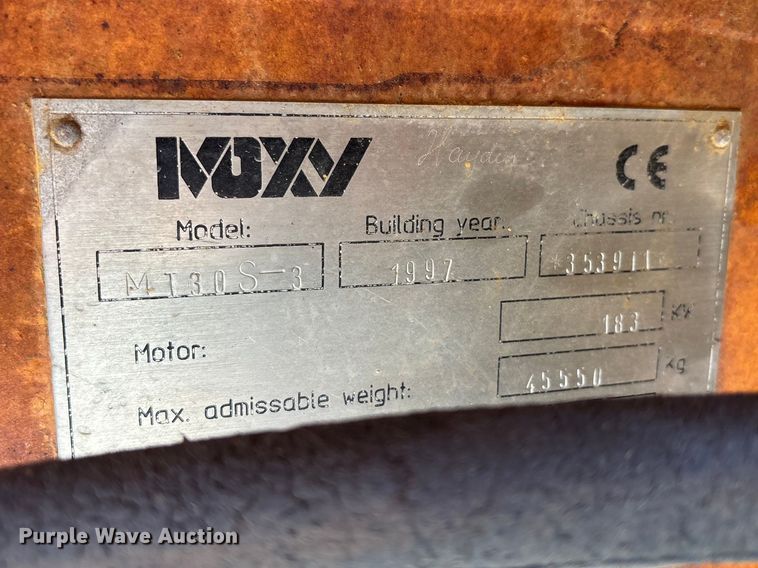 MOXY Hayden CE
Model: Building year: Chassis nr.
MT30S-3 1997 *353911*
Motor: 183 KW
Max. admissable weight: 45550 Kg
Purple Wave Auction